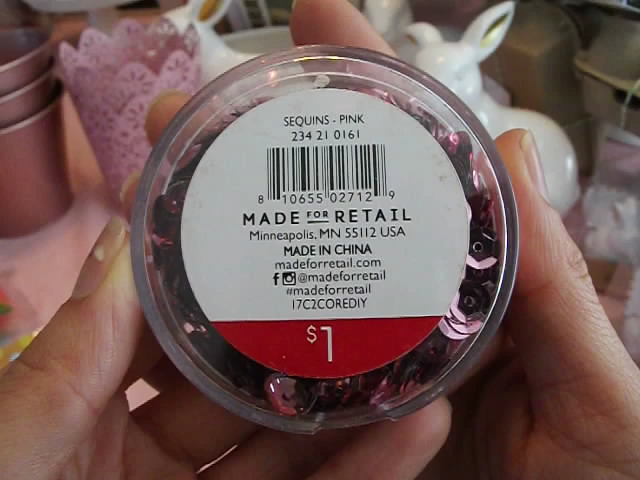 SEQUINS - PINK
234 21 0161
8 10655 02712 9
MADE FOR RETAIL
Minneapolis, MN 55112 USA
MADE IN CHINA
madeforretail.com
@madeforretail
#madeforretail
17C2COREDIY
$1